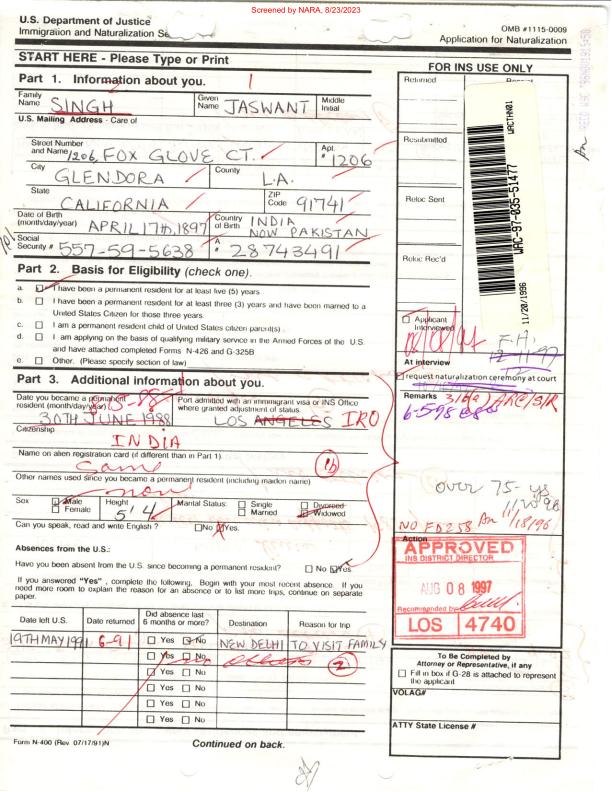 Screened by NARA, 8/23/2023
U.S. Department of Justice
Immigration and Naturalization Se
OMB #1115-0009
Application for Naturalization
START HERE - Please Type or Print
Part 1. Information about you.
Family Name SINGH Given Name JASWANT Middle Initial
U.S. Mailing Address - Care of
Street Number and Name 1206, FOX GLOVE CT. Apt. # 1206
City GLENDORA County L.A.
State CALIFORNIA ZIP Code 91741
Date of Birth (month/day/year) APRIL 17th, 1897 Country of Birth INDIA NOW PAKISTAN
Social Security # 557-59-5638 A # 28743491
Part 2. Basis for Eligibility (check one).
a. I have been a permanent resident for at least five (5) years
b. I have been a permanent resident for at least three (3) years and have been married to a
United States Citizen for those three years.
c. I am a permanent resident child of United States citizen parent(s)
d. I am applying on the basis of qualifying military service in the Armed Forces of the U.S.
and have attached completed Forms N-426 and G-325B
e. Other. (Please specify section of law)
Part 3. Additional information about you.
Date you became a permanent resident (month/day/year) 30TH JUNE 1988
Port admitted with an immigrant visa or INS Office where granted adjustment of status. LOS ANGELES IRO
Citizenship
INDIA
Name on alien registration card (if different than in Part 1)
Same
Other names used since you became a permanent resident (including maiden name)
Sex Male Female Height 5' 4 Marital Status: Single Married Divorced Widowed
Can you speak, read and write English ? No Yes.
Absences from the U.S.:
Have you been absent from the U.S. since becoming a permanent resident? No Yes
If you answered "Yes" , complete the following, Begin with your most recent absence. If you
need more room to explain the reason for an absence or to list more trips, continue on separate
paper.
Date left U.S. Date returned Did absence last 6 months or more? Destination Reason for trip
19TH MAY 1991 6-91 Yes No NEW DELHI TO VISIT FAMILY
Yes No 2
Yes No
Yes No
Yes No
Yes No
Form N-400 (Rev. 07/17/91)N
Continued on back.
FOR INS USE ONLY
Returned
Resubmitted
Reloc Sent
Reloc Rec'd
WRCTHN01
WAC-97-035-51477
11/20/1996
Applicant Interviewed
At interview
request naturalization ceremony at court
Remarks
over 75-
11/20/96
NO FD258 11/18/96
Action
APPROVED
INS DISTRICT DIRECTOR
AUG 08 1997
Recommended by
LOS 4740
To Be Completed by
Attorney or Representative, if any
Fill in box if G-28 is attached to represent
the applicant
VOLAG#
ATTY State License #